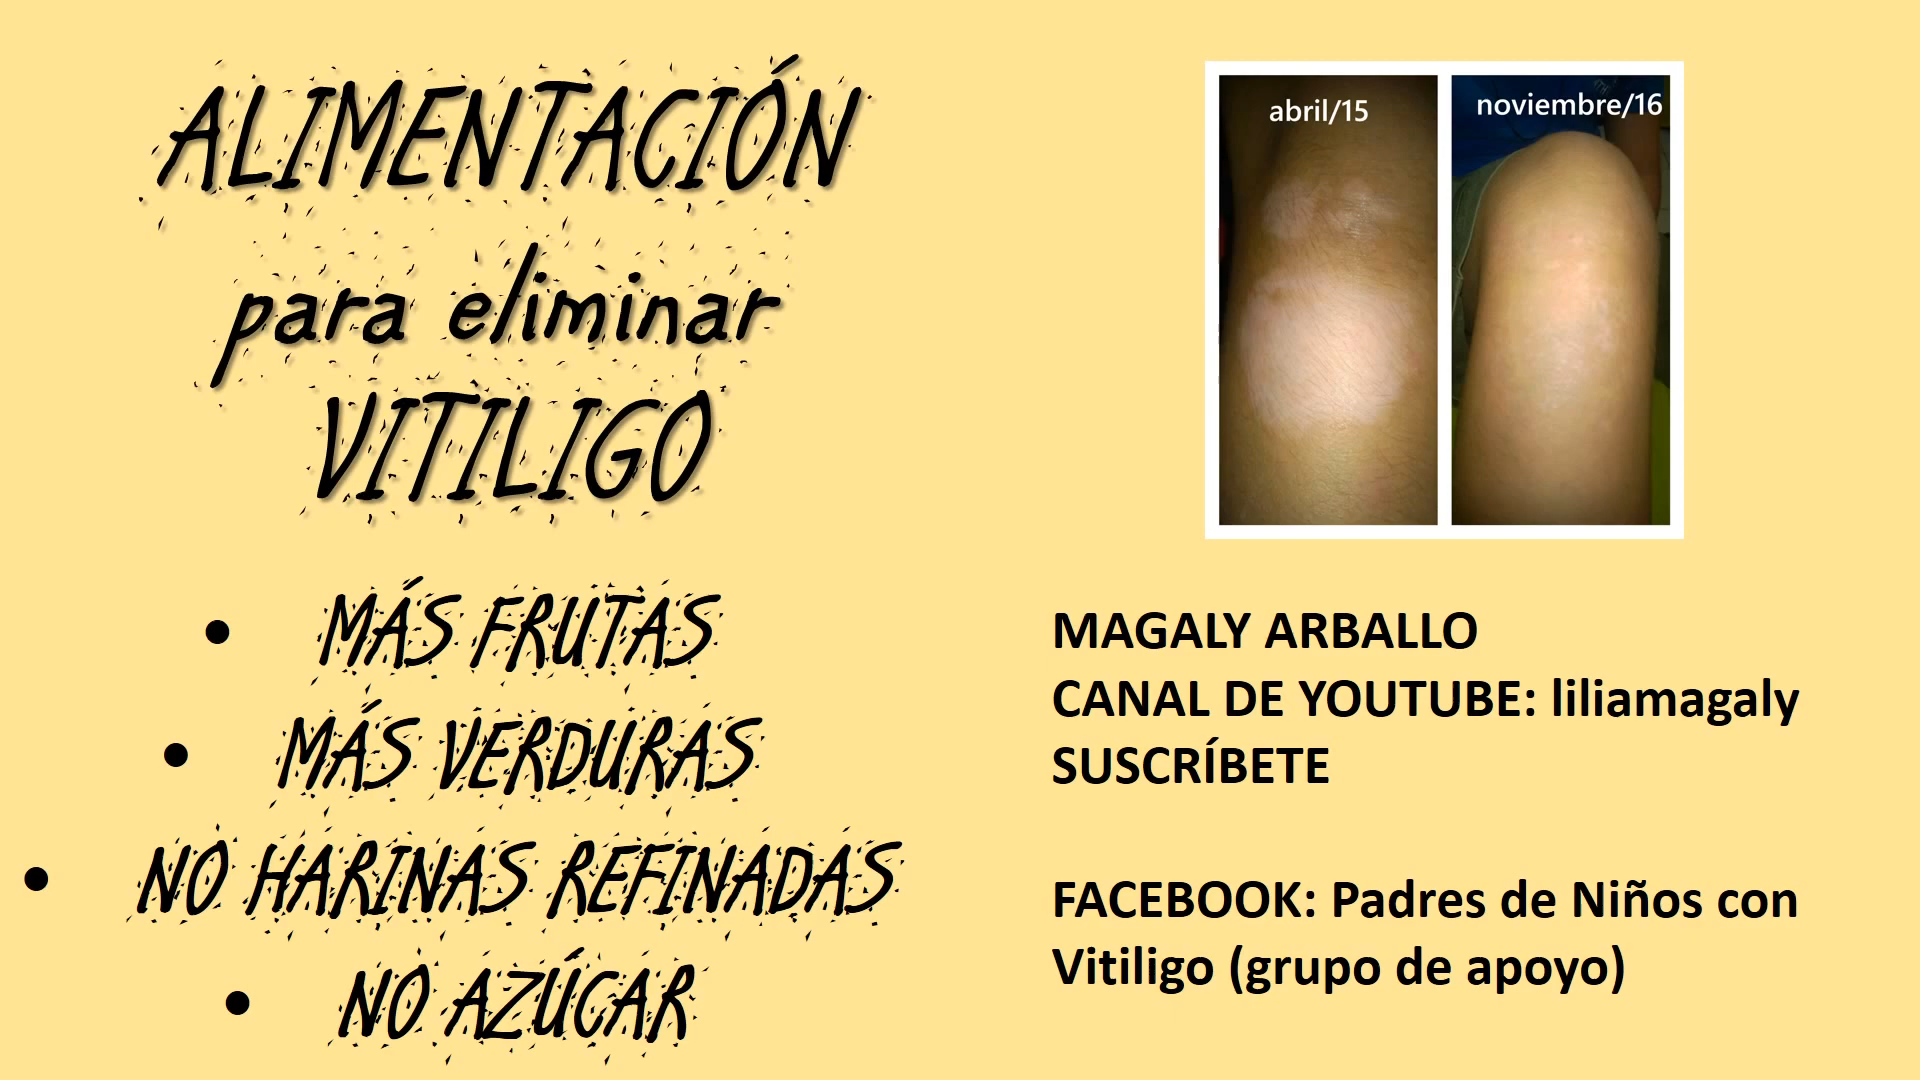 ALIMENTACIÓN
para eliminar
VITILIGO
• MÁS FRUTAS
• MÁS VERDURAS
• NO HARINAS REFINADAS
• NO AZÚCAR
abril/15
noviembre/16
MAGALY ARBALLO
CANAL DE YOUTUBE: liliamagaly
SUSCRÍBETE
FACEBOOK: Padres de Niños con
Vitiligo (grupo de apoyo)